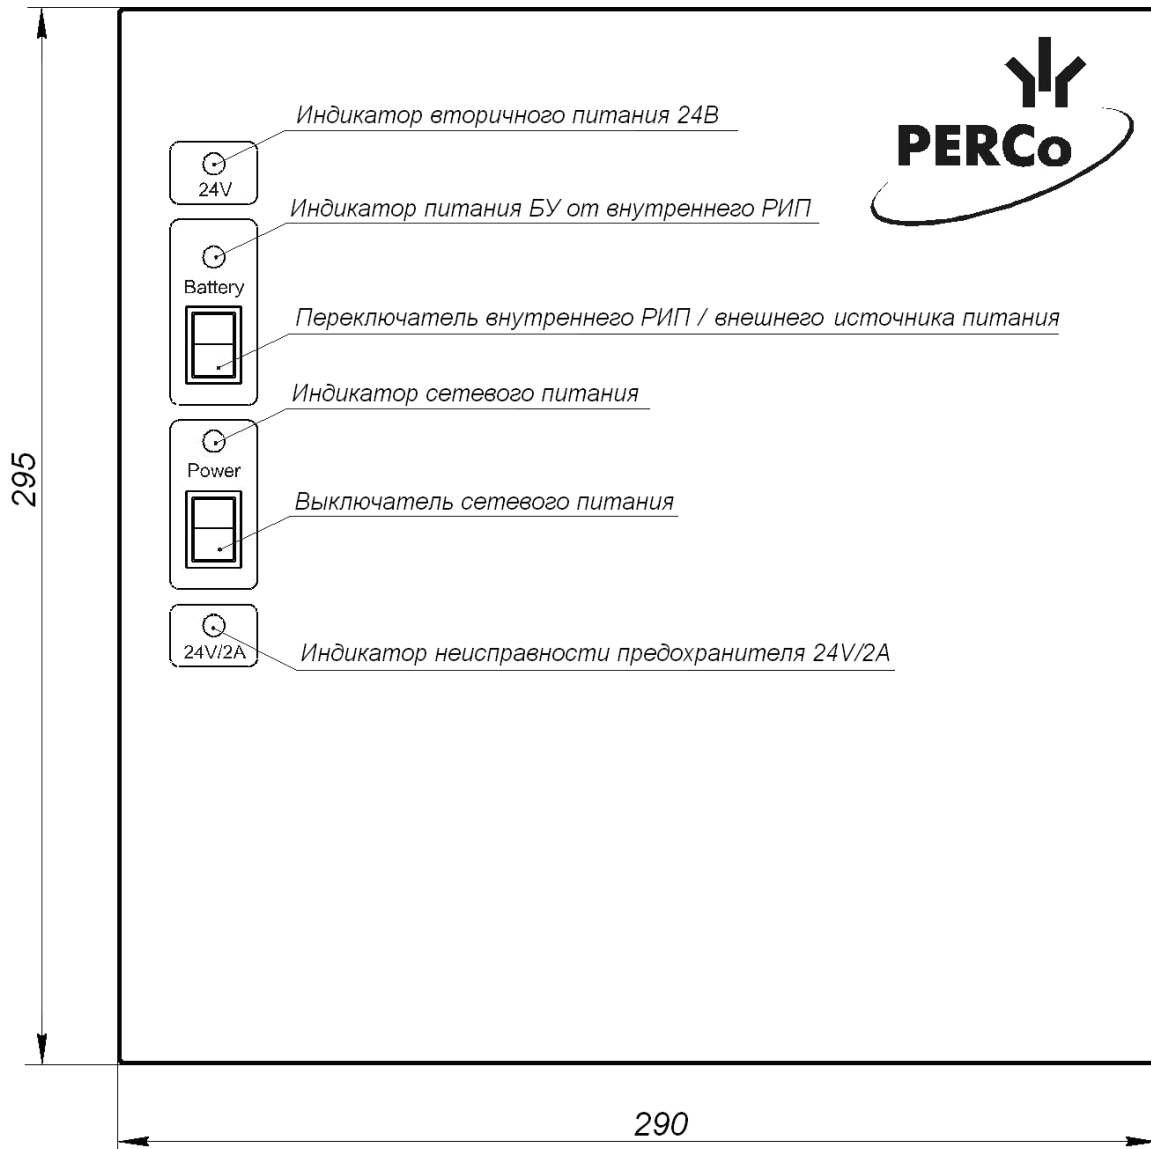 Индикатор вторичного питания 24В
PERCo
24V
Индикатор питания БУ от внутреннего РИП
Battery
Переключатель внутреннего РИП / внешнего источника питания
Индикатор сетевого питания
Power
295
Выключатель сетевого питания
24V/2A
Индикатор неисправности предохранителя 24V/2A
290